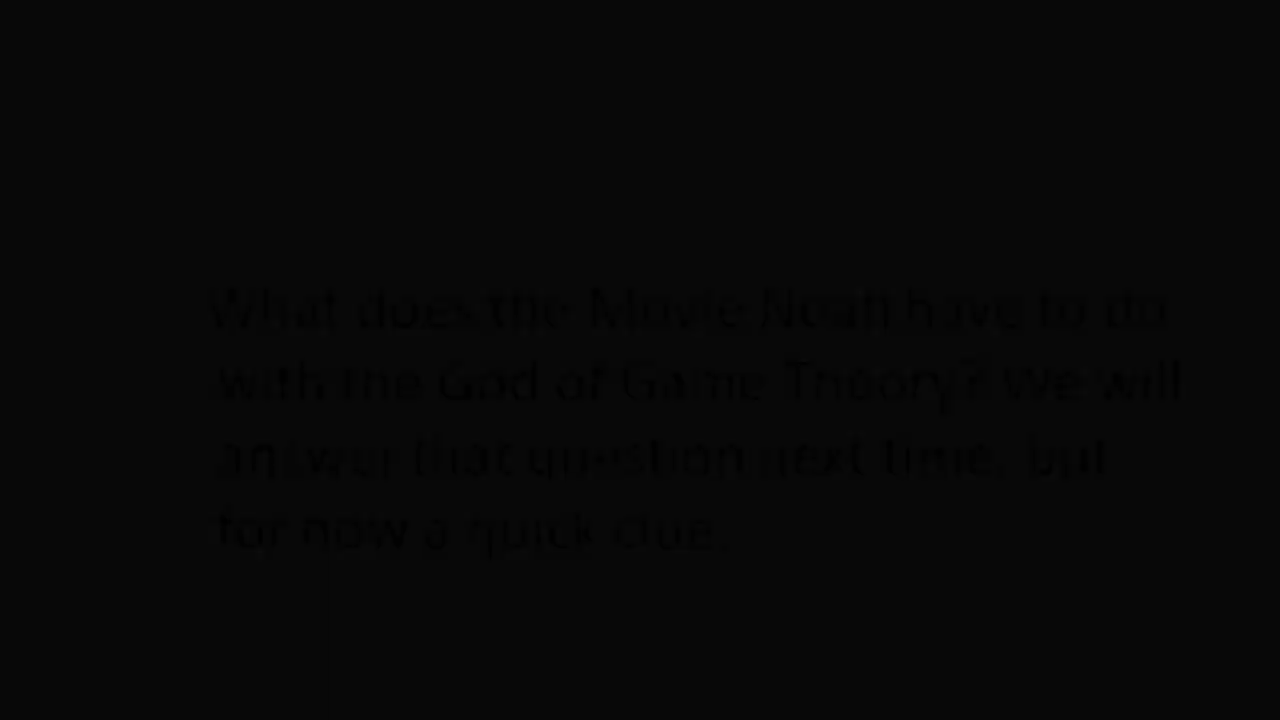 What does the Movie Noah have to do
with the God of Game Theory? We will
answer that question next time, but
for now a quick clue.